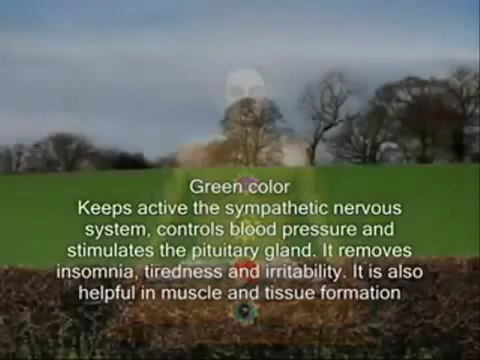 Green color
Keeps active the sympathetic nervous
system, controls blood pressure and
stimulates the pituitary gland. It removes
insomnia, tiredness and irritability. It is also
helpful in muscle and tissue formation